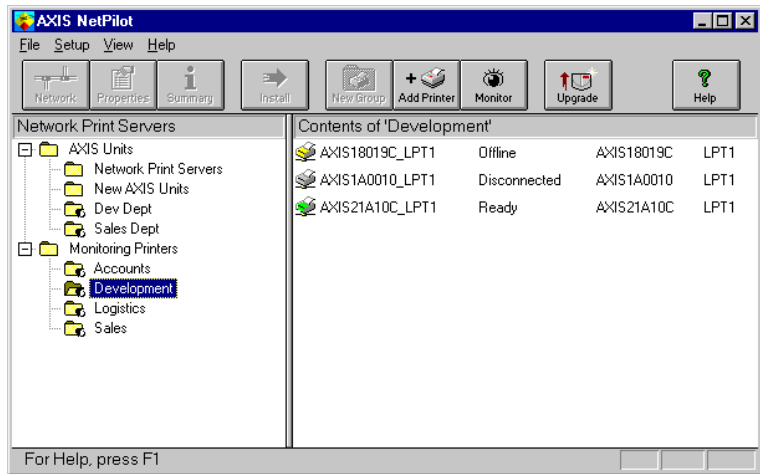 AXIS NetPilot
File Setup View Help
Network Properties Summary Install New Group Add Printer Monitor Upgrade Help
Network Print Servers
Contents of 'Development'
AXIS Units
Network Print Servers
New AXIS Units
Dev Dept
Sales Dept
Monitoring Printers
Accounts
Development
Logistics
Sales
AXIS18019C_LPT1 Offline AXIS18019C LPT1
AXIS1A0010_LPT1 Disconnected AXIS1A0010 LPT1
AXIS21A10C_LPT1 Ready AXIS21A10C LPT1
For Help, press F1